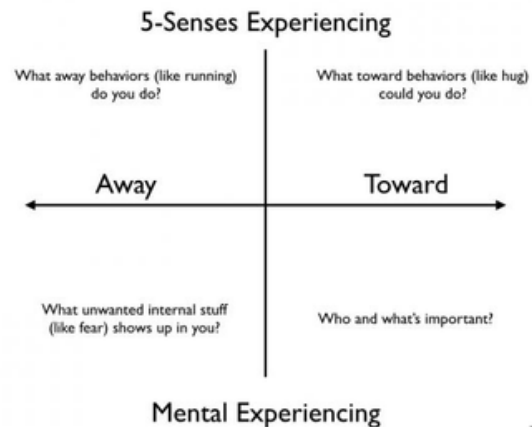 5-Senses Experiencing
What away behaviors (like running)
do you do?
What toward behaviors (like hug)
could you do?
Away
Toward
What unwanted internal stuff
(like fear) shows up in you?
Who and what's important?
Mental Experiencing